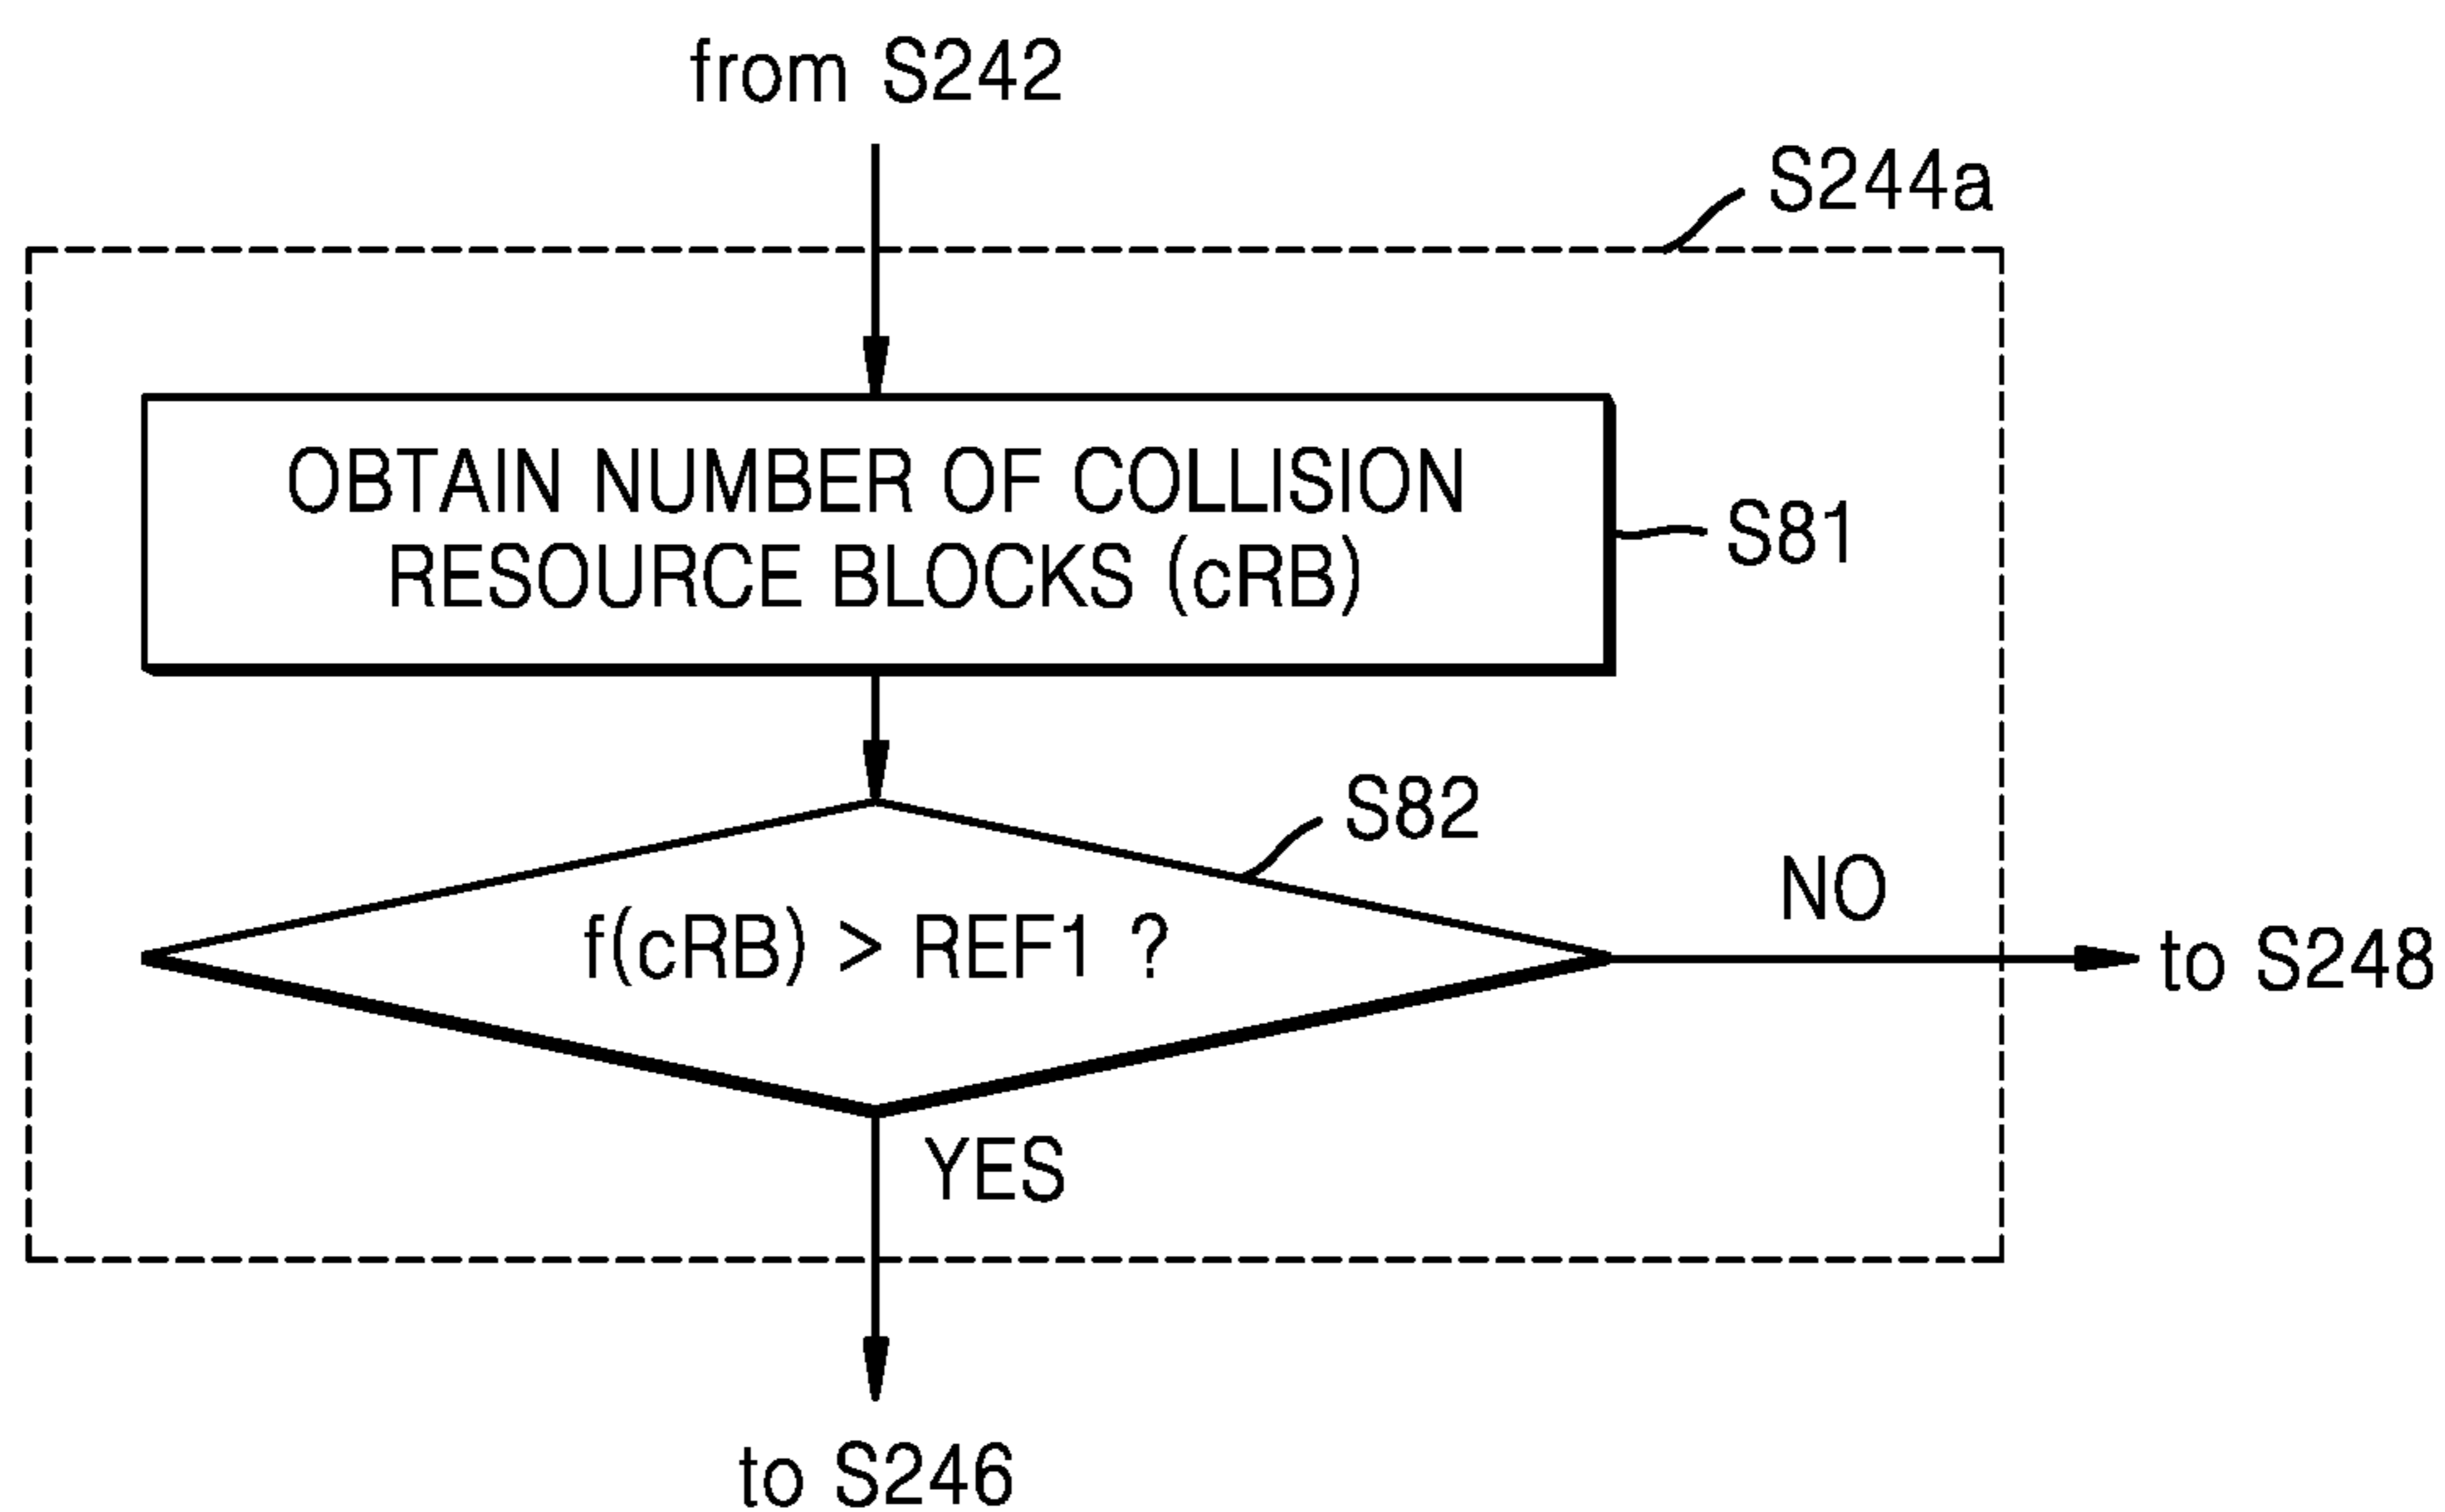 from S242
S244a
OBTAIN NUMBER OF COLLISION
RESOURCE BLOCKS (cRB)
S81
S82
f(cRB) > REF1 ?
NO
to S248
YES
to S246